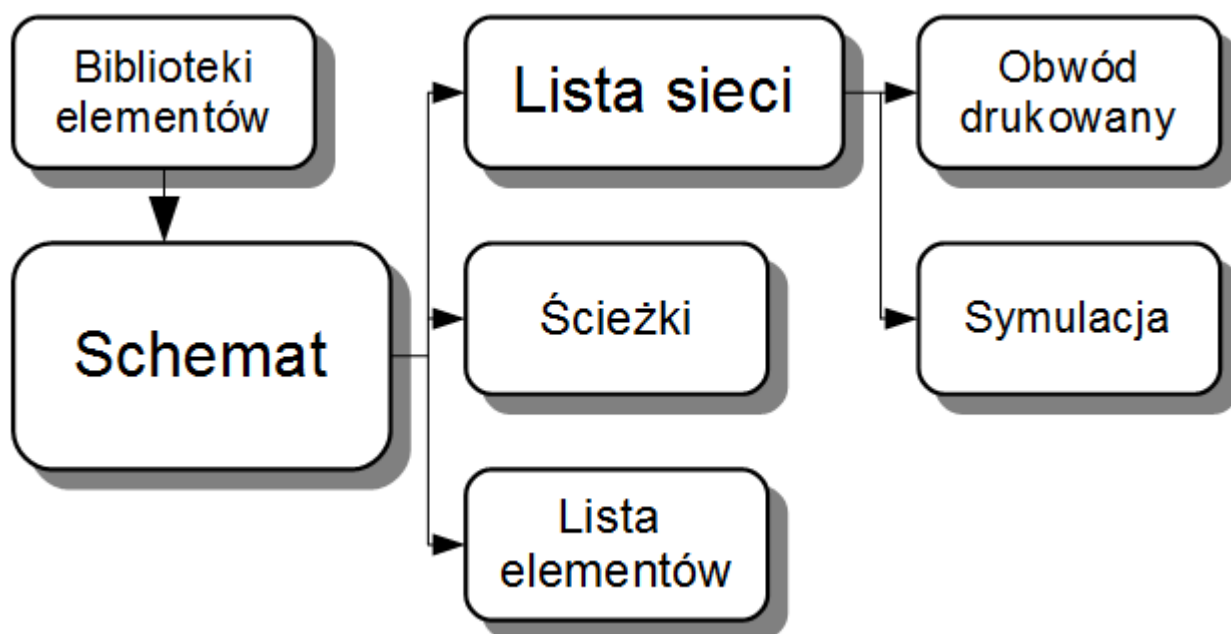 Biblioteki
elementów
Lista sieci
Obwód
drukowany
Schemat
Ścieżki
Symulacja
Lista
elementów